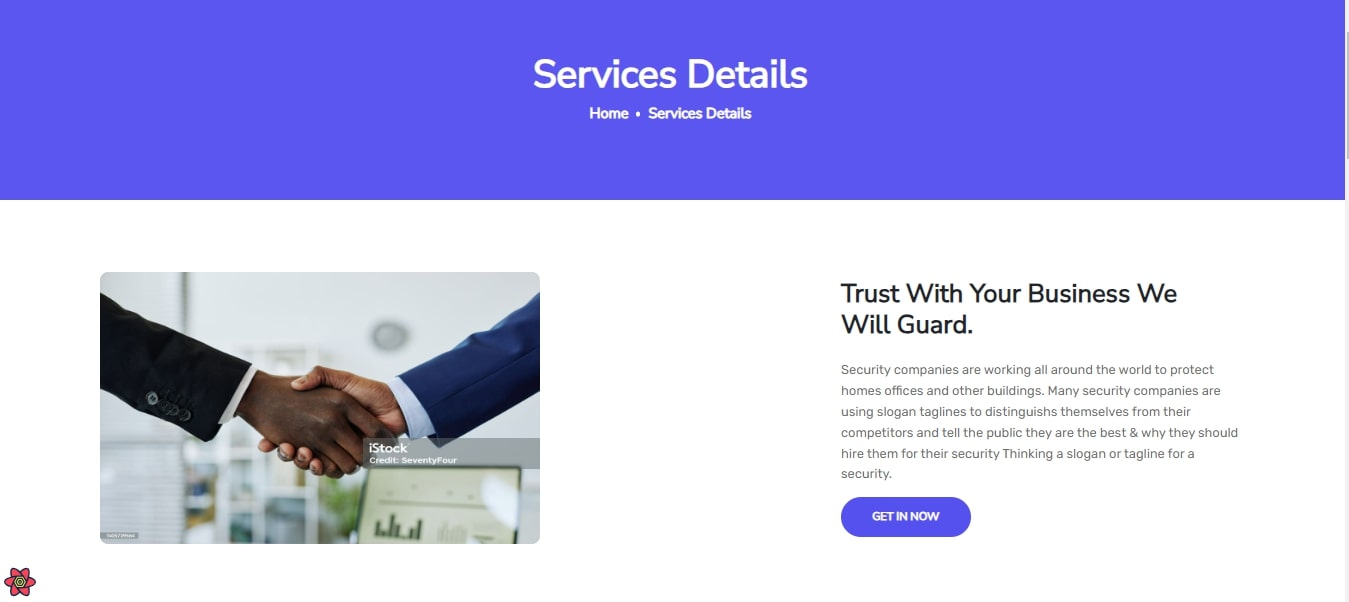 Services Details
Home • Services Details
Trust With Your Business We
Will Guard.
Security companies are working all around the world to protect
homes offices and other buildings. Many security companies are
using slogan taglines to distinguishs themselves from their
competitors and tell the public they are the best & why they should
hire them for their security Thinking a slogan or tagline for a
security.
GET IN NOW
iStock
Credit: SeventyFour